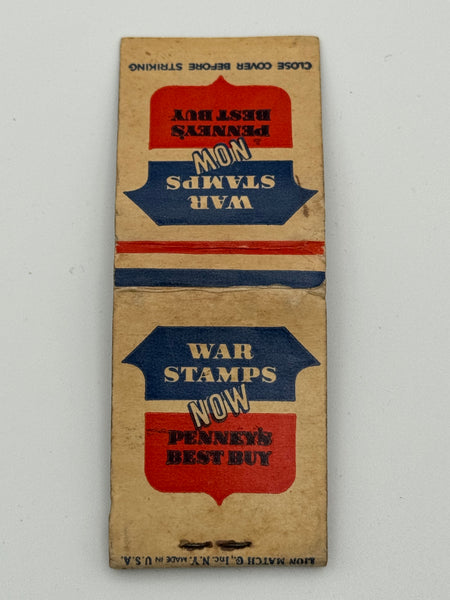 CLOSE COVER BEFORE STRIKING
WAR
STAMPS
NOW
PENNEY'S
BEST BUY
WAR
STAMPS
NOW
PENNEY'S
BEST BUY
LION MATCH Co., Inc. N.Y. MADE IN U.S.A.